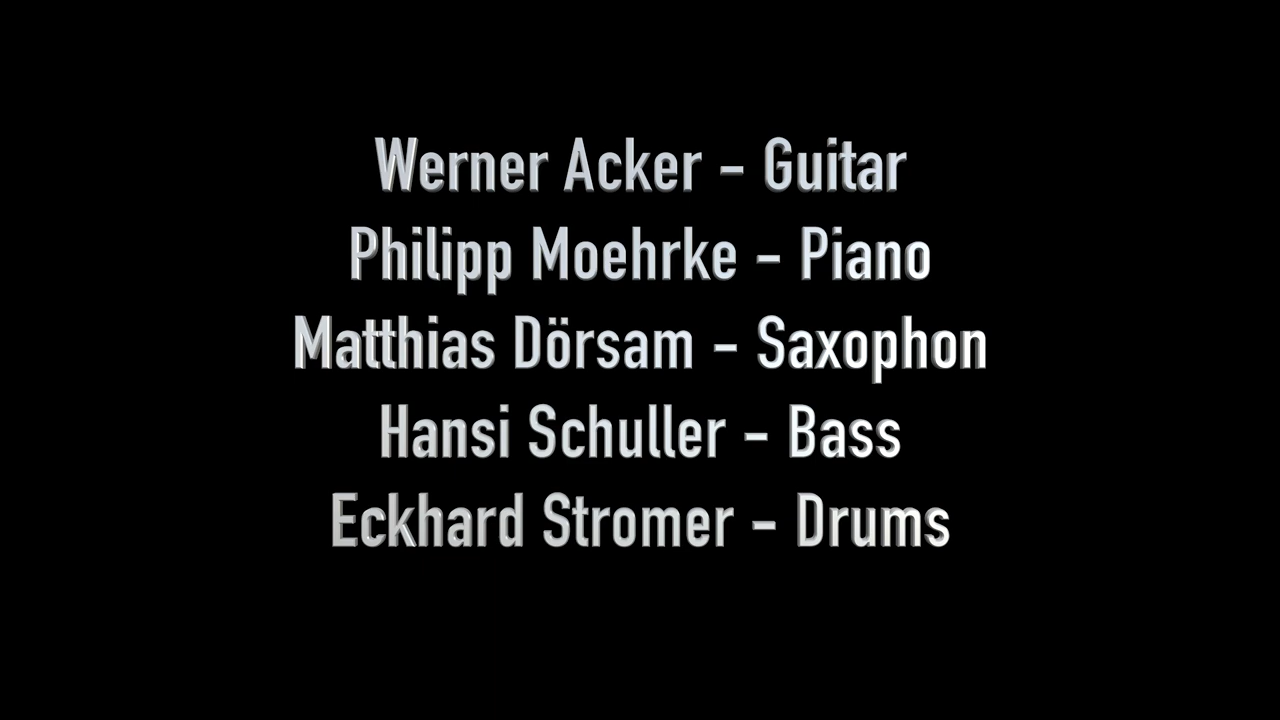 Werner Acker - Guitar
Philipp Moehrke - Piano
Matthias Dörsam - Saxophon
Hansi Schuller - Bass
Eckhard Stromer - Drums